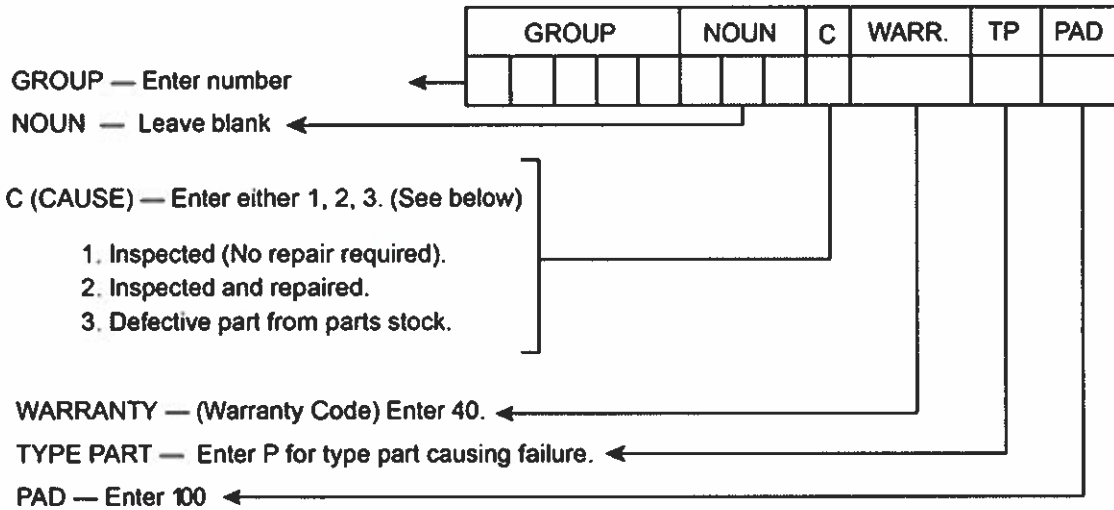 GROUP NOUN C WARR. TP PAD
GROUP — Enter number
NOUN — Leave blank
C (CAUSE) — Enter either 1, 2, 3. (See below)
1. Inspected (No repair required).
2. Inspected and repaired.
3. Defective part from parts stock.
WARRANTY — (Warranty Code) Enter 40.
TYPE PART — Enter P for type part causing failure.
PAD — Enter 100